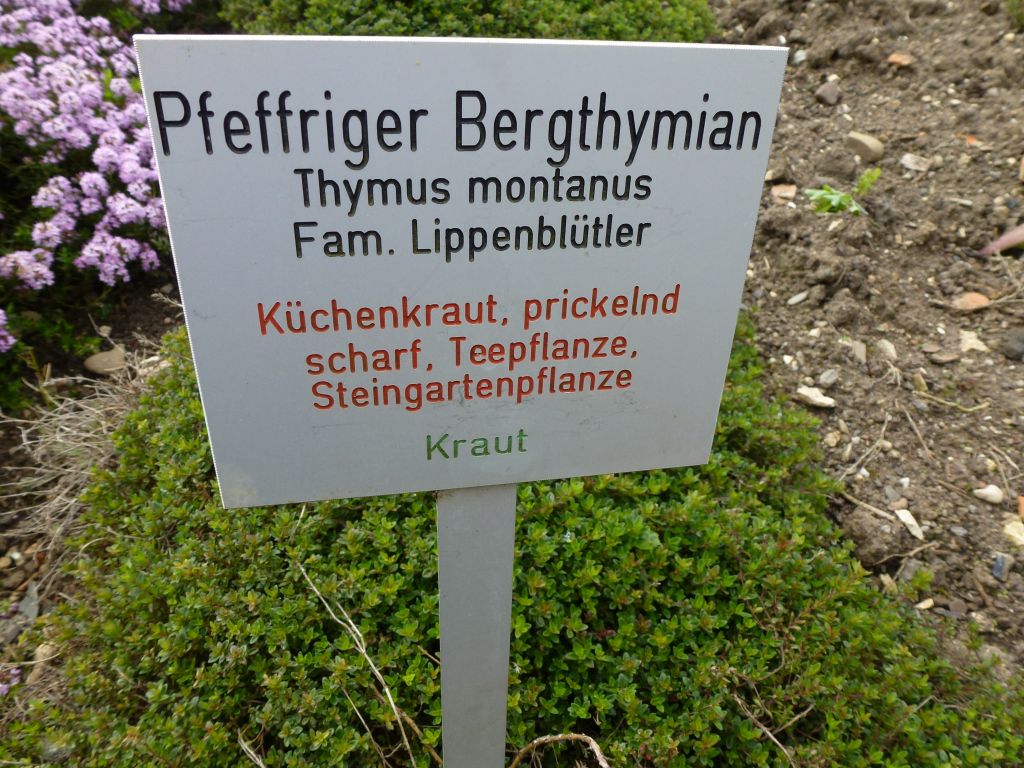 Pfeffriger Bergthymian
Thymus montanus
Fam. Lippenblütler
Küchenkraut, prickelnd
scharf, Teepflanze,
Steingartenpflanze
Kraut